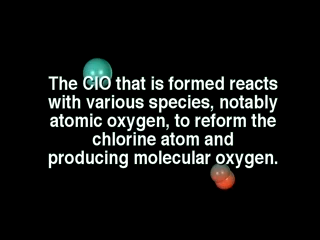 The ClO that is formed reacts
with various species, notably
atomic oxygen, to reform the
chlorine atom and
producing molecular oxygen.